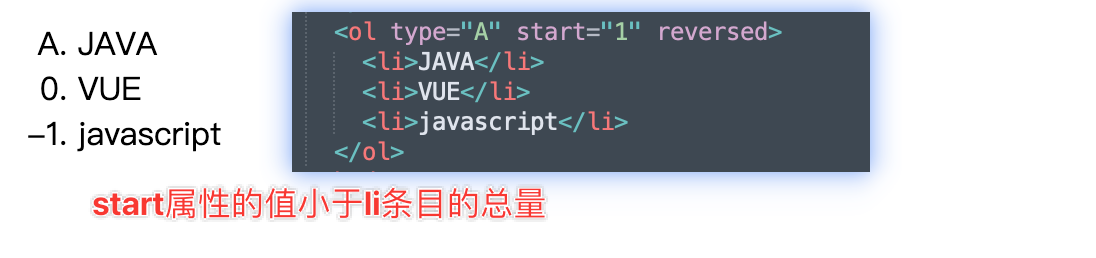 A. JAVA
0. VUE
–1. javascript
<ol type="A" start="1" reversed>
<li>JAVA</li>
<li>VUE</li>
<li>javascript</li>
</ol>
start属性的值小于li条目的总量